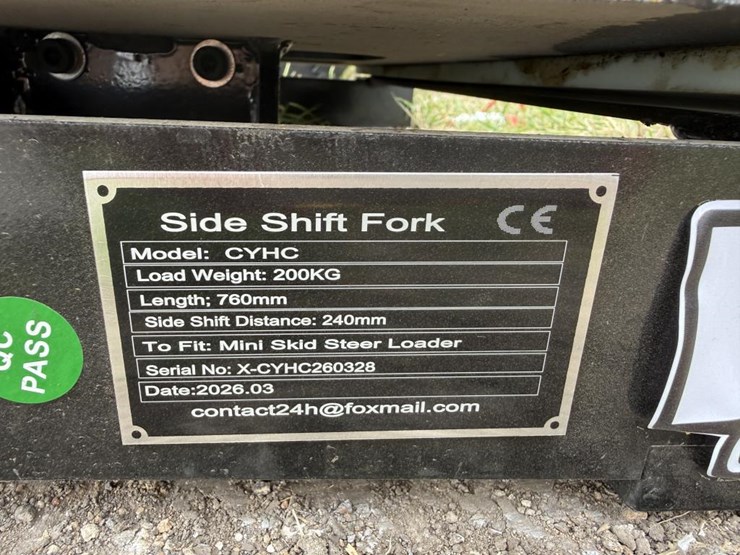 Side Shift Fork CE
Model: CYHC
Load Weight: 200KG
Length; 760mm
Side Shift Distance: 240mm
To Fit: Mini Skid Steer Loader
Serial No: X-CYHC260328
Date:2026.03
contact24h@foxmail.com
QC
PASS